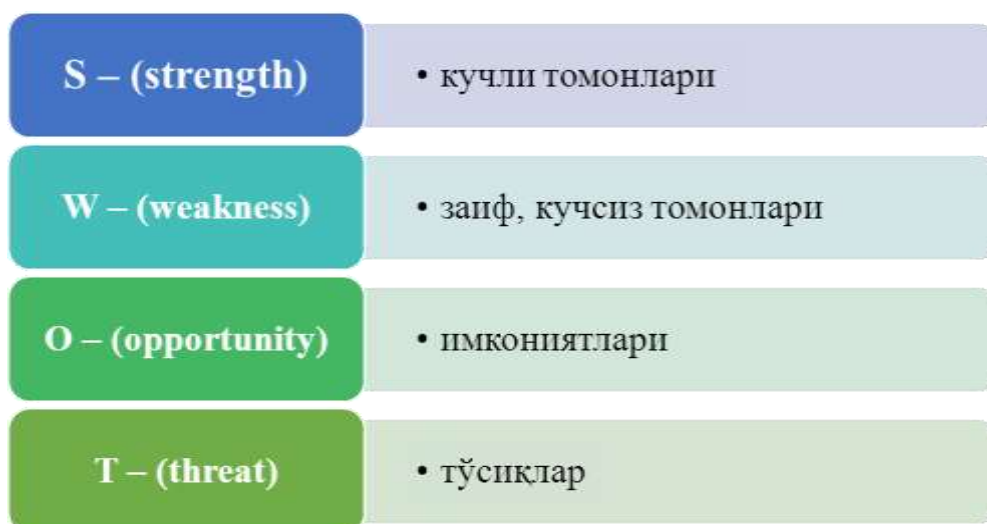 S – (strength)
• кучли томонлари
W – (weakness)
• заиф, кучсиз томонлари
O – (opportunity)
• имкониятлари
T – (threat)
• тўсиқлар